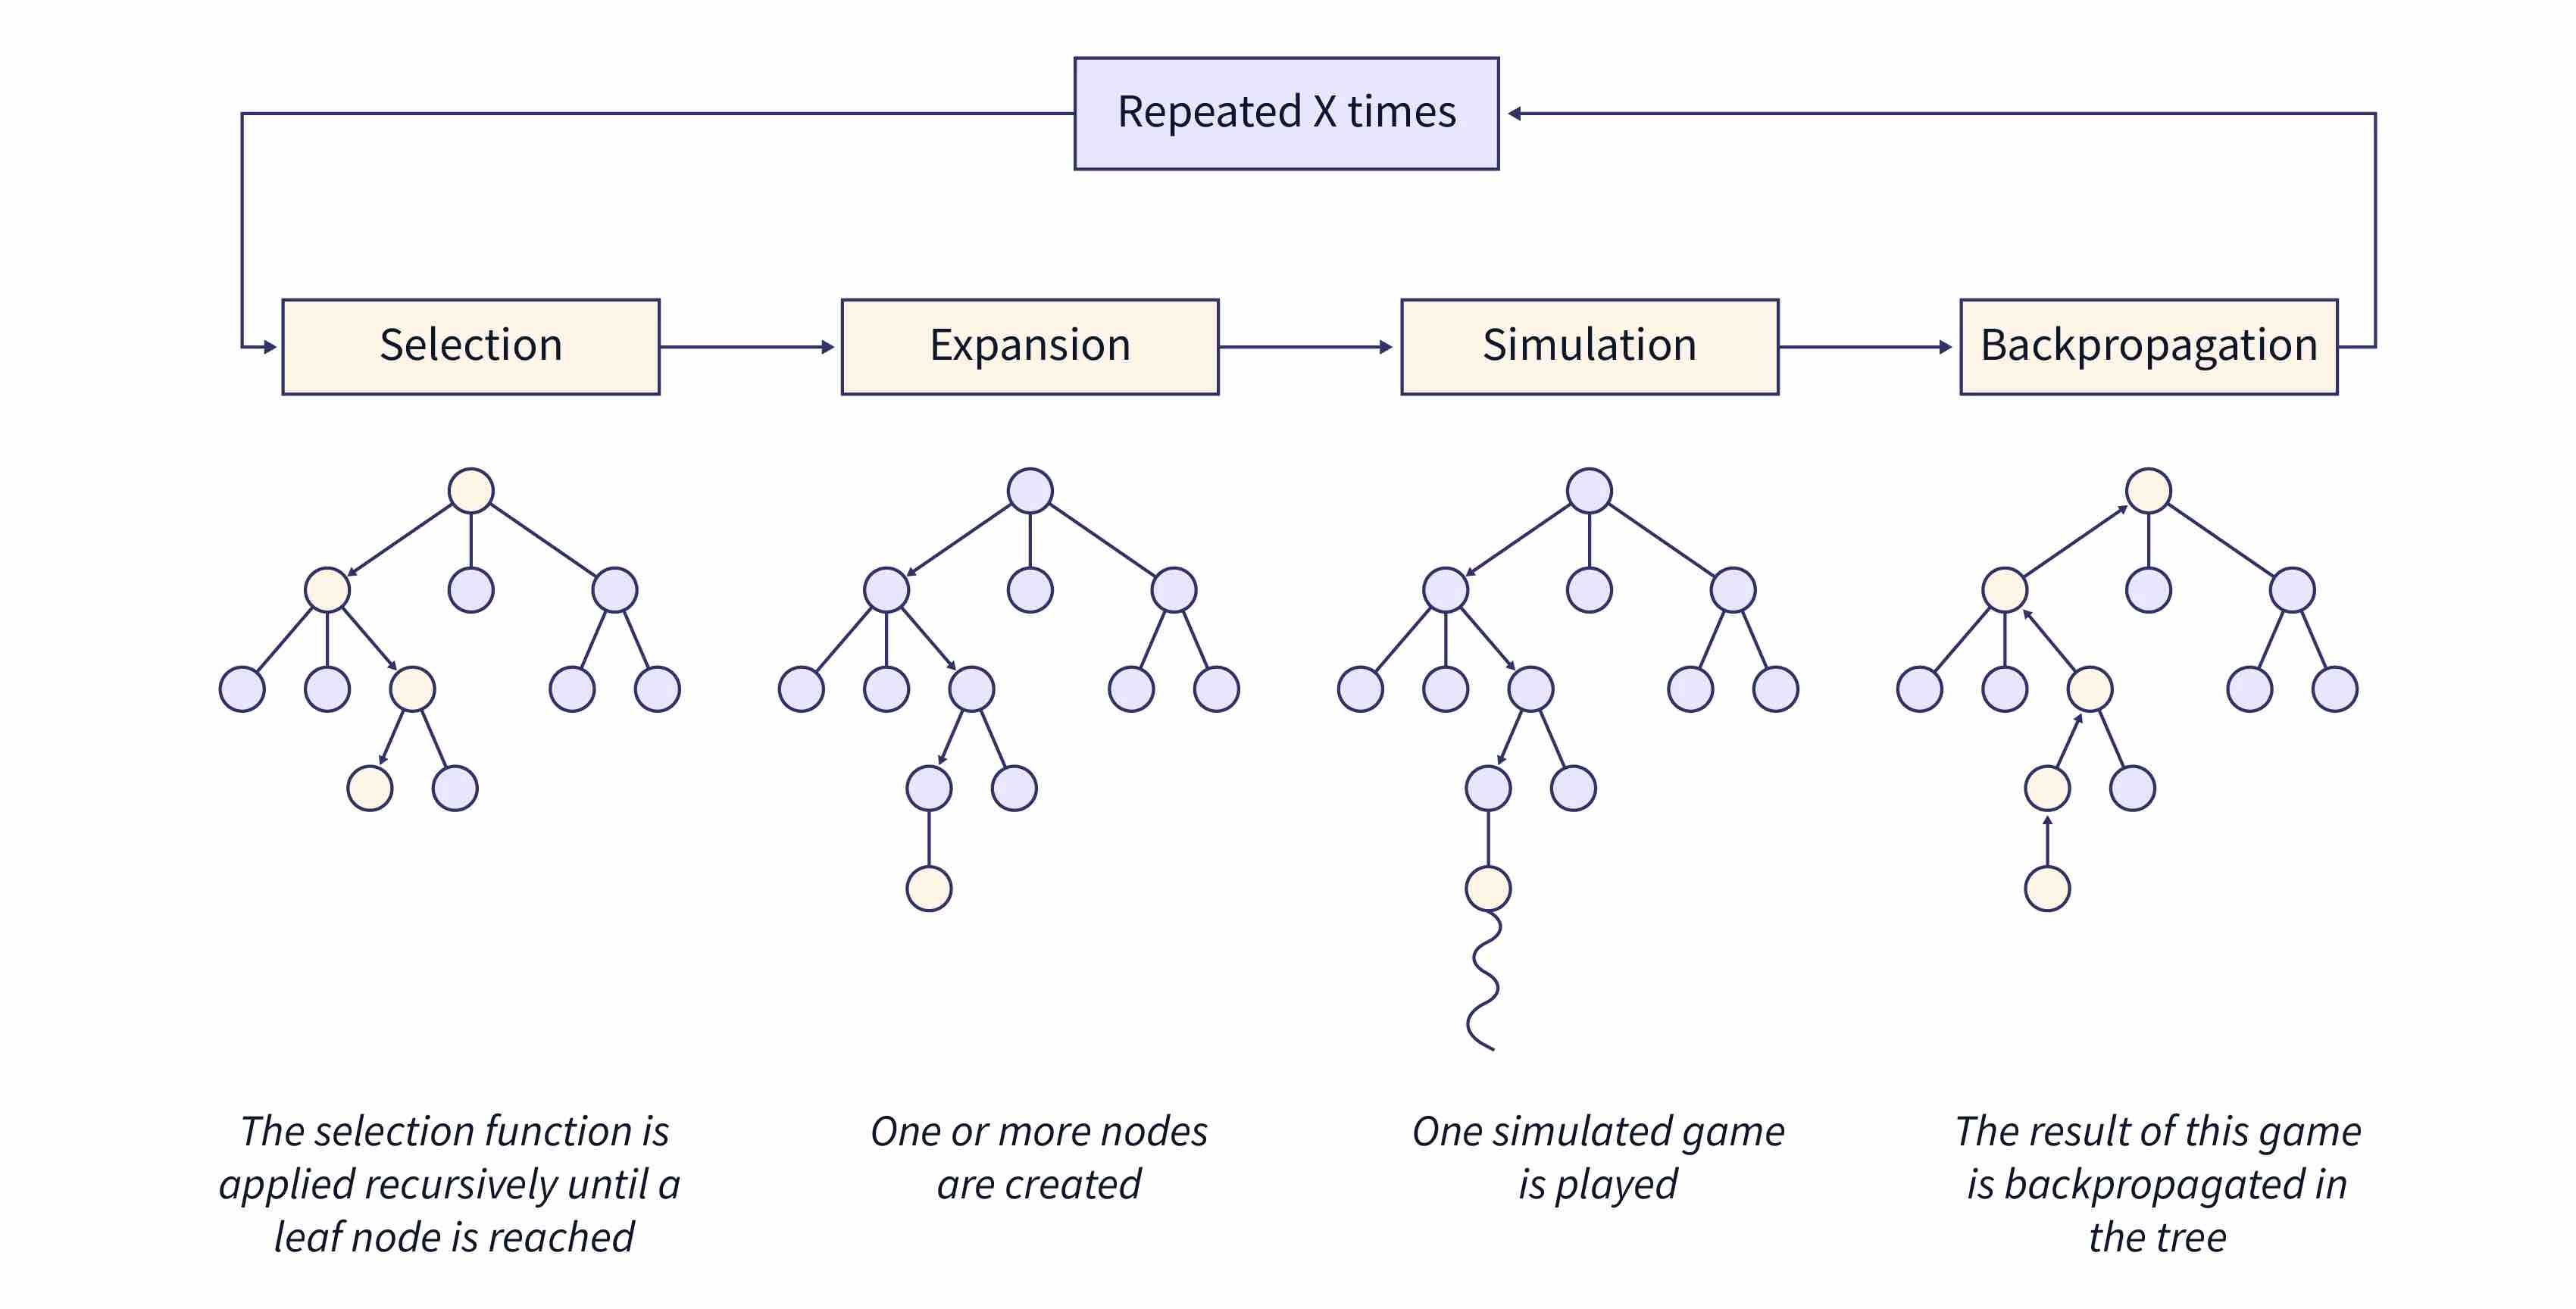 Repeated X times
Selection
Expansion
Simulation
Backpropagation
The selection function is
applied recursively until a
leaf node is reached
One or more nodes
are created
One simulated game
is played
The result of this game
is backpropagated in
the tree